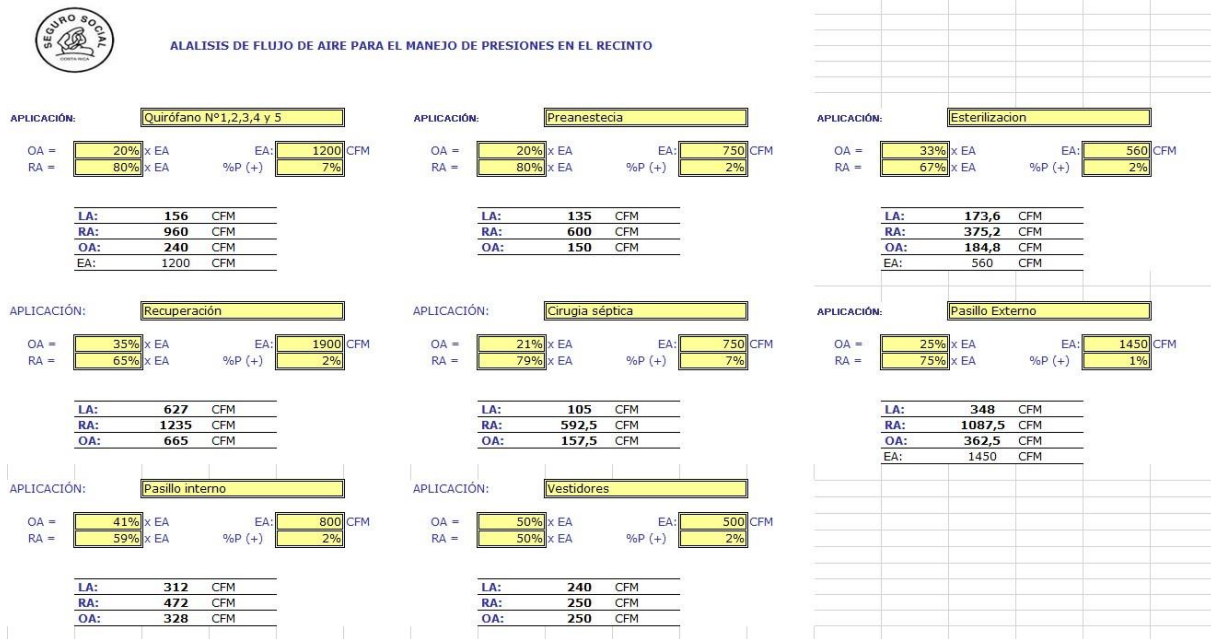 SEGURO SOCIAL
COSTA RICA
ALALISIS DE FLUJO DE AIRE PARA EL MANEJO DE PRESIONES EN EL RECINTO
APLICACIÓN: Quirófano N°1,2,3,4 y 5
OA = 20% x EA EA: 1200 CFM
RA = 80% x EA %P (+) 7%
LA: 156 CFM
RA: 960 CFM
OA: 240 CFM
EA: 1200 CFM
APLICACIÓN: Preanestecia
OA = 20% x EA EA: 750 CFM
RA = 80% x EA %P (+) 2%
LA: 135 CFM
RA: 600 CFM
OA: 150 CFM
APLICACIÓN: Esterilizacion
OA = 33% x EA EA: 560 CFM
RA = 67% x EA %P (+) 2%
LA: 173,6 CFM
RA: 375,2 CFM
OA: 184,8 CFM
EA: 560 CFM
APLICACIÓN: Recuperación
OA = 35% x EA EA: 1900 CFM
RA = 65% x EA %P (+) 2%
LA: 627 CFM
RA: 1235 CFM
OA: 665 CFM
APLICACIÓN: Cirugia séptica
OA = 21% x EA EA: 750 CFM
RA = 79% x EA %P (+) 7%
LA: 105 CFM
RA: 592,5 CFM
OA: 157,5 CFM
APLICACIÓN: Pasillo Externo
OA = 25% x EA EA: 1450 CFM
RA = 75% x EA %P (+) 1%
LA: 348 CFM
RA: 1087,5 CFM
OA: 362,5 CFM
EA: 1450 CFM
APLICACIÓN: Pasillo interno
OA = 41% x EA EA: 800 CFM
RA = 59% x EA %P (+) 2%
LA: 312 CFM
RA: 472 CFM
OA: 328 CFM
APLICACIÓN: Vestidores
OA = 50% x EA EA: 500 CFM
RA = 50% x EA %P (+) 2%
LA: 240 CFM
RA: 250 CFM
OA: 250 CFM